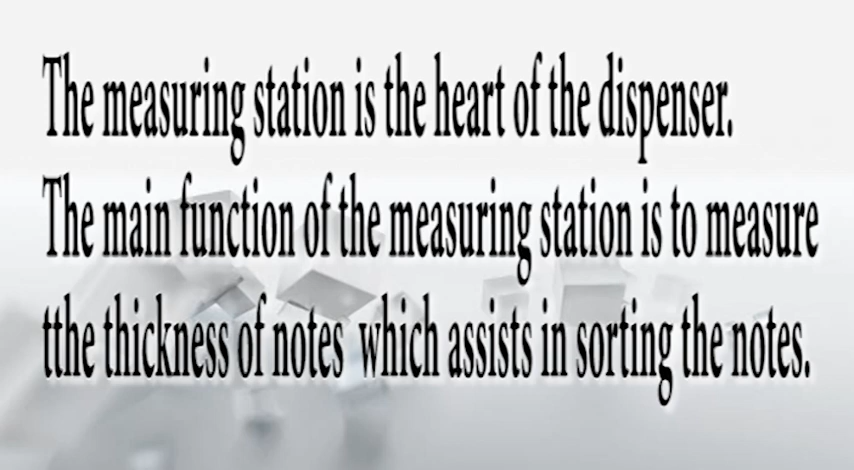 The measuring station is the heart of the dispenser.
The main function of the measuring station is to measure
tthe thickness of notes  which assists in sorting the notes.